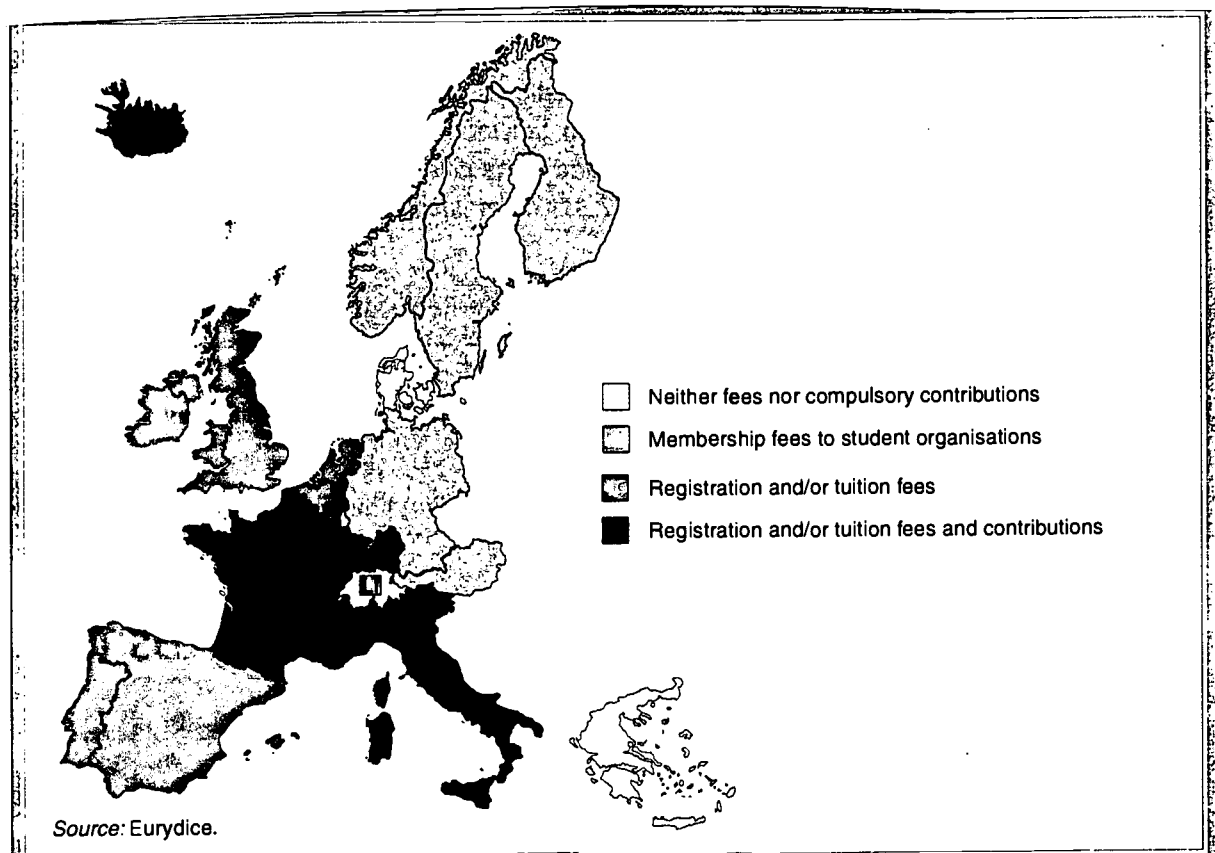 Neither fees nor compulsory contributions
Membership fees to student organisations
Registration and/or tuition fees
Registration and/or tuition fees and contributions
Source: Eurydice.